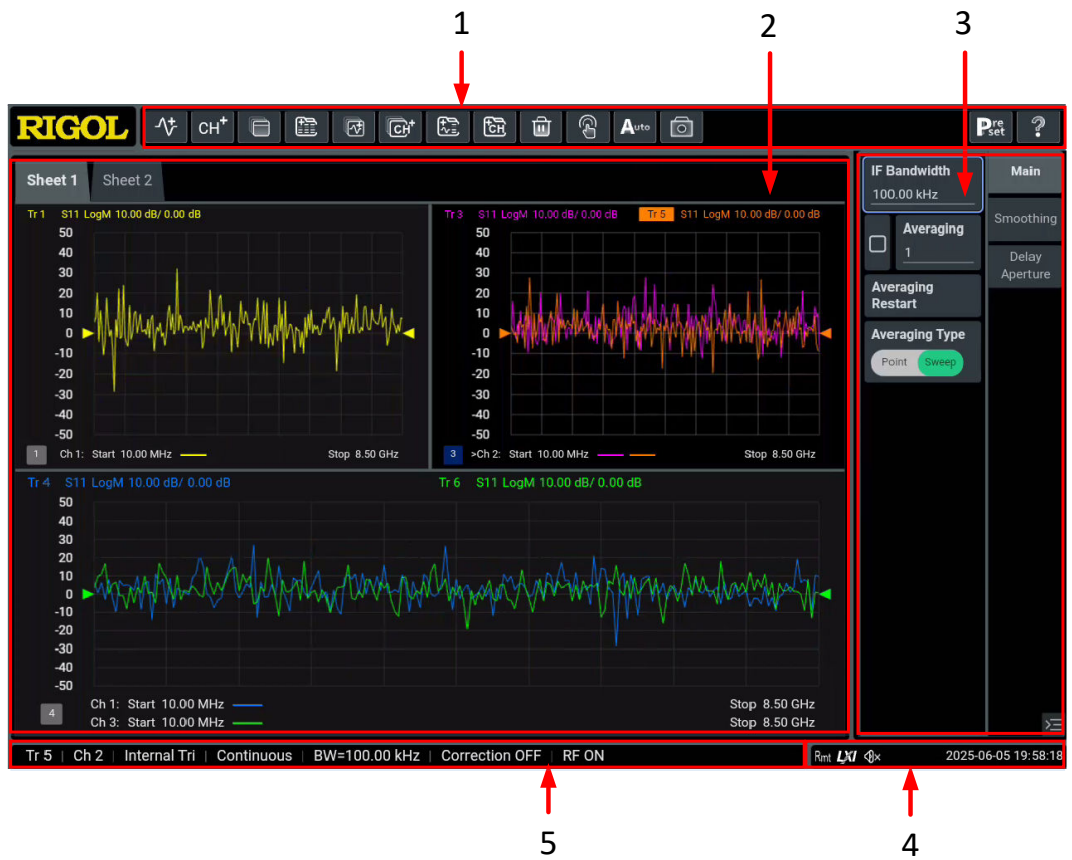 1 2 3
RIGOL CH+ CH+ CH Auto Preset ?
Sheet 1 Sheet 2
Tr 1 S11 LogM 10.00 dB/ 0.00 dB
50
40
30
20
10
0
-10
-20
-30
-40
-50
1 Ch 1: Start 10.00 MHz Stop 8.50 GHz
Tr 3 S11 LogM 10.00 dB/ 0.00 dB Tr 5 S11 LogM 10.00 dB/ 0.00 dB
50
40
30
20
10
0
-10
-20
-30
-40
-50
3 >Ch 2: Start 10.00 MHz Stop 8.50 GHz
Tr 4 S11 LogM 10.00 dB/ 0.00 dB Tr 6 S11 LogM 10.00 dB/ 0.00 dB
50
40
30
20
10
0
-10
-20
-30
-40
-50
Ch 1: Start 10.00 MHz Stop 8.50 GHz
4
Ch 3: Start 10.00 MHz Stop 8.50 GHz
IF Bandwidth
100.00 kHz
Averaging
1
Averaging
Restart
Averaging Type
Point Sweep
Main
Smoothing
Delay
Aperture
Tr 5 | Ch 2 | Internal Tri | Continuous | BW=100.00 kHz | Correction OFF | RF ON
Rmt LXI 2025-06-05 19:58:18
5 4